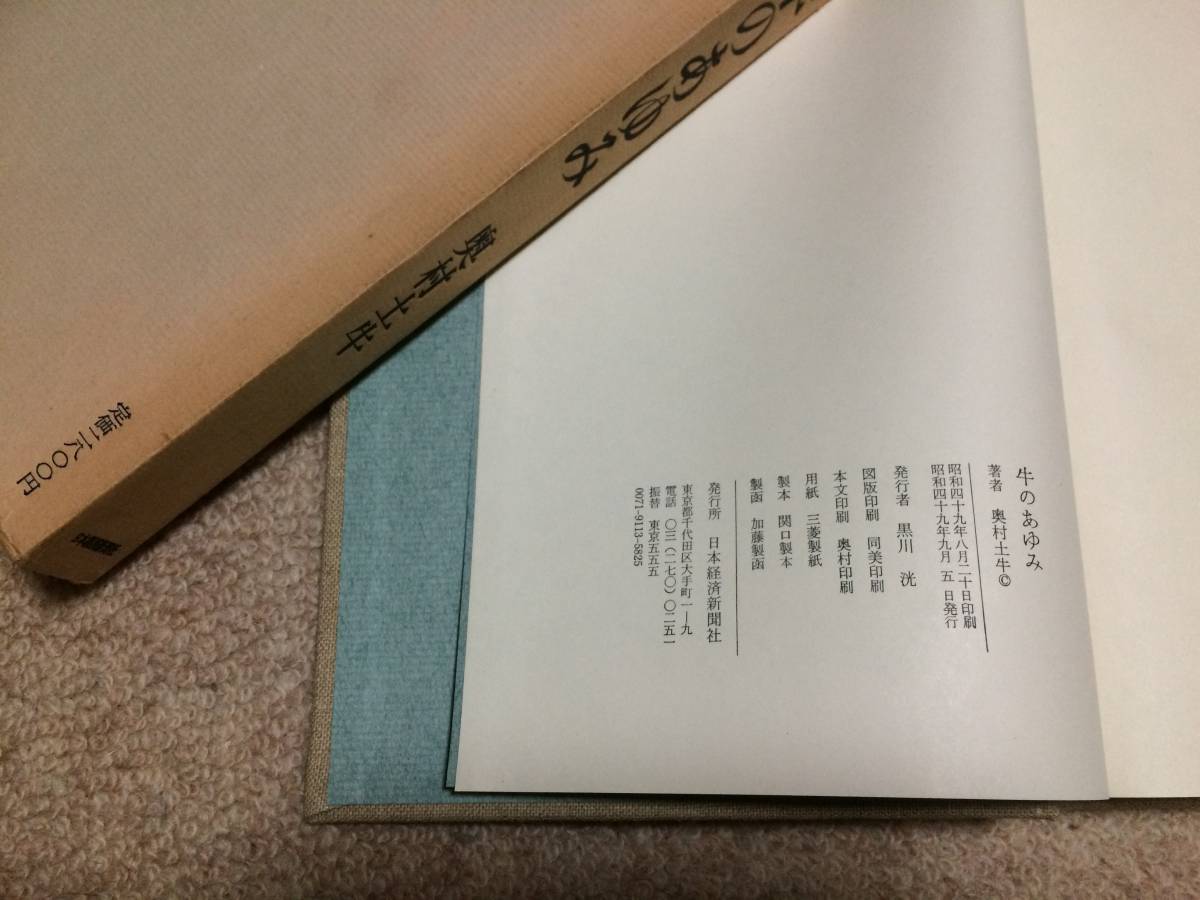 のあゆみ
奥村土牛
定価二八〇〇円
牛のあゆみ
著者 奥村土牛©
昭和四十九年八月二十日印刷
昭和四十九年九月 五 日発行
発行者 黒川 洸
図版印刷 同美印刷
本文印刷 奥村印刷
用紙 三菱製紙
製本 関口製本
製函 加藤製函
発行所 日本経済新聞社
東京都千代田区大手町一―九
電話 〇三(二七〇)〇二五一
振替 東京五五五
0071-9113-5825